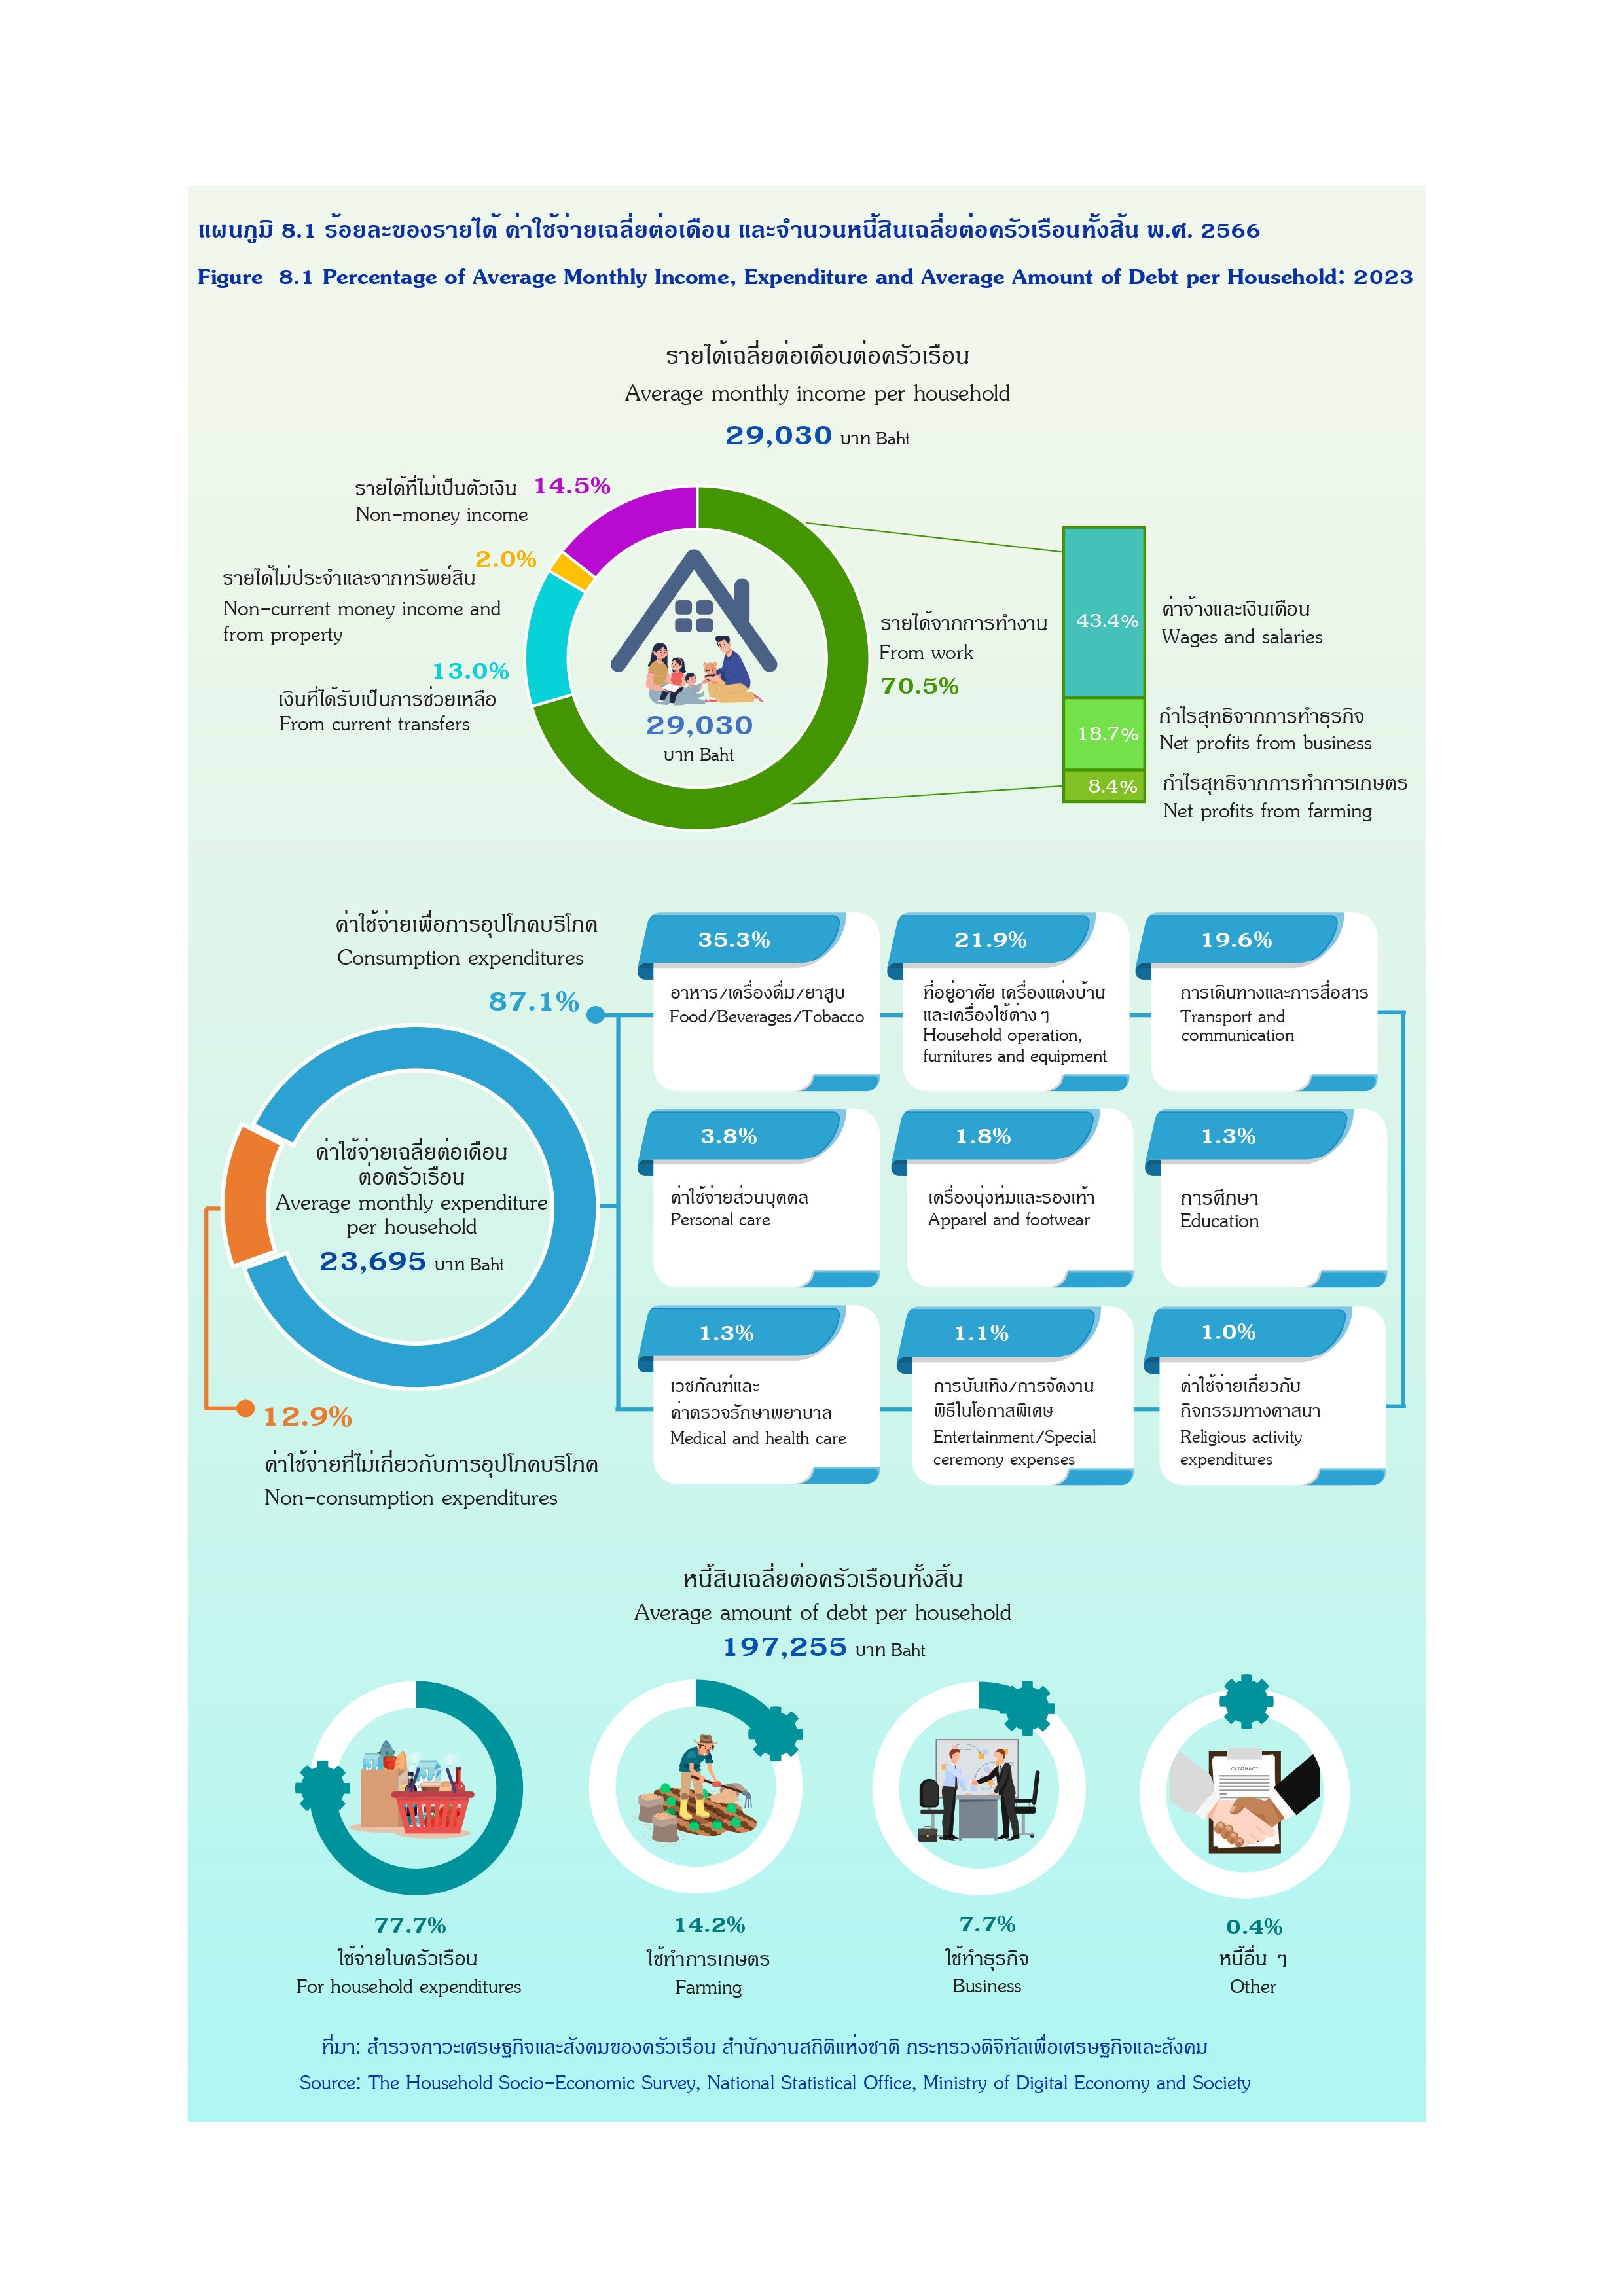 แผนภูมิ 8.1 ร้อยละของรายได้ ค่าใช้จ่ายเฉลี่ยต่อเดือน และจำนวนหนี้สินเฉลี่ยต่อครัวเรือนทั้งสิ้น พ.ศ. 2566
Figure 8.1 Percentage of Average Monthly Income, Expenditure and Average Amount of Debt per Household: 2023
รายได้เฉลี่ยต่อเดือนต่อครัวเรือน
Average monthly income per household
29,030 บาท Baht
รายได้ที่ไม่เป็นตัวเงิน 14.5%
Non-money income
2.0%
รายได้ไม่ประจำและจากทรัพย์สิน
Non-current money income and
from property
13.0%
เงินที่ได้รับเป็นการช่วยเหลือ
From current transfers
29,030
บาท Baht
รายได้จากการทำงาน
From work
70.5%
43.4%
ค่าจ้างและเงินเดือน
Wages and salaries
18.7%
กำไรสุทธิจากการทำธุรกิจ
Net profits from business
8.4%
กำไรสุทธิจากการทำการเกษตร
Net profits from farming
ค่าใช้จ่ายเพื่อการอุปโภคบริโภค
Consumption expenditures
87.1%
ค่าใช้จ่ายเฉลี่ยต่อเดือน
ต่อครัวเรือน
Average monthly expenditure
per household
23,695 บาท Baht
12.9%
ค่าใช้จ่ายที่ไม่เกี่ยวกับการอุปโภคบริโภค
Non-consumption expenditures
35.3%
อาหาร/เครื่องดื่ม/ยาสูบ
Food/Beverages/Tobacco
21.9%
ที่อยู่อาศัย เครื่องแต่งบ้าน
และเครื่องใช้ต่าง ๆ
Household operation,
furnitures and equipment
19.6%
การเดินทางและการสื่อสาร
Transport and
communication
3.8%
ค่าใช้จ่ายส่วนบุคคล
Personal care
1.8%
เครื่องนุ่งห่มและรองเท้า
Apparel and footwear
1.3%
การศึกษา
Education
1.3%
เวชภัณฑ์และ
ค่าตรวจรักษาพยาบาล
Medical and health care
1.1%
การบันเทิง/การจัดงาน
พิธีในโอกาสพิเศษ
Entertainment/Special
ceremony expenses
1.0%
ค่าใช้จ่ายเกี่ยวกับ
กิจกรรมทางศาสนา
Religious activity
expenditures
หนี้สินเฉลี่ยต่อครัวเรือนทั้งสิ้น
Average amount of debt per household
197,255 บาท Baht
CONTRACT
77.7%
ใช้จ่ายในครัวเรือน
For household expenditures
14.2%
ใช้ทำการเกษตร
Farming
7.7%
ใช้ทำธุรกิจ
Business
0.4%
หนี้อื่น ๆ
Other
ที่มา: สำรวจภาวะเศรษฐกิจและสังคมของครัวเรือน สำนักงานสถิติแห่งชาติ กระทรวงดิจิทัลเพื่อเศรษฐกิจและสังคม
Source: The Household Socio-Economic Survey, National Statistical Office, Ministry of Digital Economy and Society